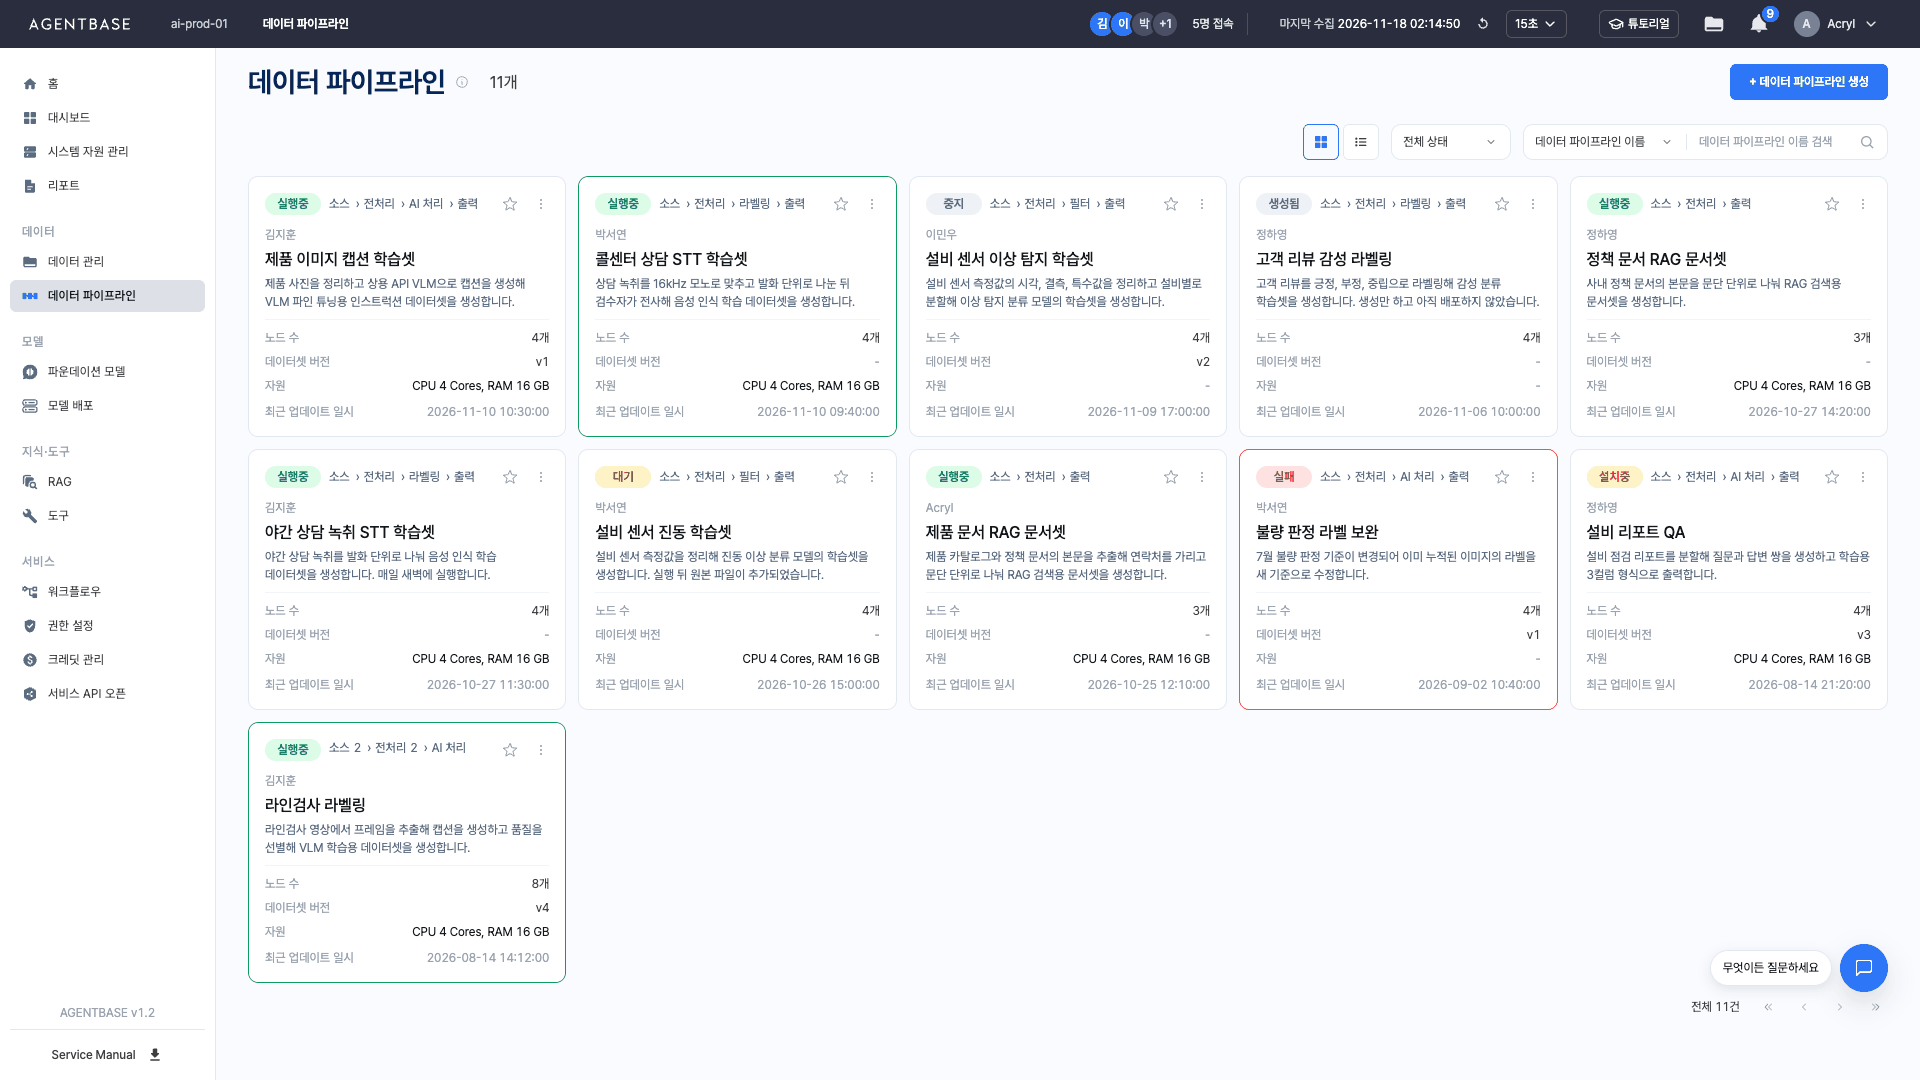 AGENTBASE
ai-prod-01
데이터 파이프라인
김 이 박 +1
5명 접속
마지막 수집 2026-11-18 02:14:50
15초
튜토리얼
9
A
Acryl
홈
대시보드
시스템 자원 관리
리포트
데이터
데이터 관리
데이터 파이프라인
모델
파운데이션 모델
모델 배포
지식·도구
RAG
도구
서비스
워크플로우
권한 설정
크레딧 관리
서비스 API 오픈
AGENTBASE v1.2
Service Manual
데이터 파이프라인
11개
+ 데이터 파이프라인 생성
전체 상태
데이터 파이프라인 이름
데이터 파이프라인 이름 검색
실행중 소스 › 전처리 › AI 처리 › 출력
김지훈
제품 이미지 캡션 학습셋
제품 사진을 정리하고 상용 API VLM으로 캡션을 생성해
VLM 파인 튜닝용 인스트럭션 데이터셋을 생성합니다.
노드 수 4개
데이터셋 버전 v1
자원 CPU 4 Cores, RAM 16 GB
최근 업데이트 일시 2026-11-10 10:30:00
실행중 소스 › 전처리 › 라벨링 › 출력
박서연
콜센터 상담 STT 학습셋
상담 녹취를 16kHz 모노로 맞추고 발화 단위로 나눈 뒤
검수자가 전사해 음성 인식 학습 데이터셋을 생성합니다.
노드 수 4개
데이터셋 버전 -
자원 CPU 4 Cores, RAM 16 GB
최근 업데이트 일시 2026-11-10 09:40:00
중지 소스 › 전처리 › 필터 › 출력
이민우
설비 센서 이상 탐지 학습셋
설비 센서 측정값의 시각, 결측, 특수값을 정리하고 설비별로
분할해 이상 탐지 분류 모델의 학습셋을 생성합니다.
노드 수 4개
데이터셋 버전 v2
자원 -
최근 업데이트 일시 2026-11-09 17:00:00
생성됨 소스 › 전처리 › 라벨링 › 출력
정하영
고객 리뷰 감성 라벨링
고객 리뷰를 긍정, 부정, 중립으로 라벨링해 감성 분류
학습셋을 생성합니다. 생성만 하고 아직 배포하지 않았습니다.
노드 수 4개
데이터셋 버전 -
자원 -
최근 업데이트 일시 2026-11-06 10:00:00
실행중 소스 › 전처리 › 출력
정하영
정책 문서 RAG 문서셋
사내 정책 문서의 본문을 문단 단위로 나눠 RAG 검색용
문서셋을 생성합니다.
노드 수 3개
데이터셋 버전 -
자원 CPU 4 Cores, RAM 16 GB
최근 업데이트 일시 2026-10-27 14:20:00
실행중 소스 › 전처리 › 라벨링 › 출력
김지훈
야간 상담 녹취 STT 학습셋
야간 상담 녹취를 발화 단위로 나눠 음성 인식 학습
데이터셋을 생성합니다. 매일 새벽에 실행합니다.
노드 수 4개
데이터셋 버전 -
자원 CPU 4 Cores, RAM 16 GB
최근 업데이트 일시 2026-10-27 11:30:00
대기 소스 › 전처리 › 필터 › 출력
박서연
설비 센서 진동 학습셋
설비 센서 측정값을 정리해 진동 이상 분류 모델의 학습셋을
생성합니다. 실행 뒤 원본 파일이 추가되었습니다.
노드 수 4개
데이터셋 버전 -
자원 CPU 4 Cores, RAM 16 GB
최근 업데이트 일시 2026-10-26 15:00:00
실행중 소스 › 전처리 › 출력
Acryl
제품 문서 RAG 문서셋
제품 카탈로그와 정책 문서의 본문을 추출해 연락처를 가리고
문단 단위로 나눠 RAG 검색용 문서셋을 생성합니다.
노드 수 3개
데이터셋 버전 -
자원 CPU 4 Cores, RAM 16 GB
최근 업데이트 일시 2026-10-25 12:10:00
실패 소스 › 전처리 › AI 처리 › 출력
박서연
불량 판정 라벨 보완
7월 불량 판정 기준이 변경되어 이미 누적된 이미지의 라벨을
새 기준으로 수정합니다.
노드 수 4개
데이터셋 버전 v1
자원 -
최근 업데이트 일시 2026-09-02 10:40:00
설치중 소스 › 전처리 › AI 처리 › 출력
정하영
설비 리포트 QA
설비 점검 리포트를 분할해 질문과 답변 쌍을 생성하고 학습용
3컬럼 형식으로 출력합니다.
노드 수 4개
데이터셋 버전 v3
자원 CPU 4 Cores, RAM 16 GB
최근 업데이트 일시 2026-08-14 21:20:00
실행중 소스 2 › 전처리 2 › AI 처리
김지훈
라인검사 라벨링
라인검사 영상에서 프레임을 추출해 캡션을 생성하고 품질을
선별해 VLM 학습용 데이터셋을 생성합니다.
노드 수 8개
데이터셋 버전 v4
자원 CPU 4 Cores, RAM 16 GB
최근 업데이트 일시 2026-08-14 14:12:00
무엇이든 질문하세요
전체 11건 « ‹ › »